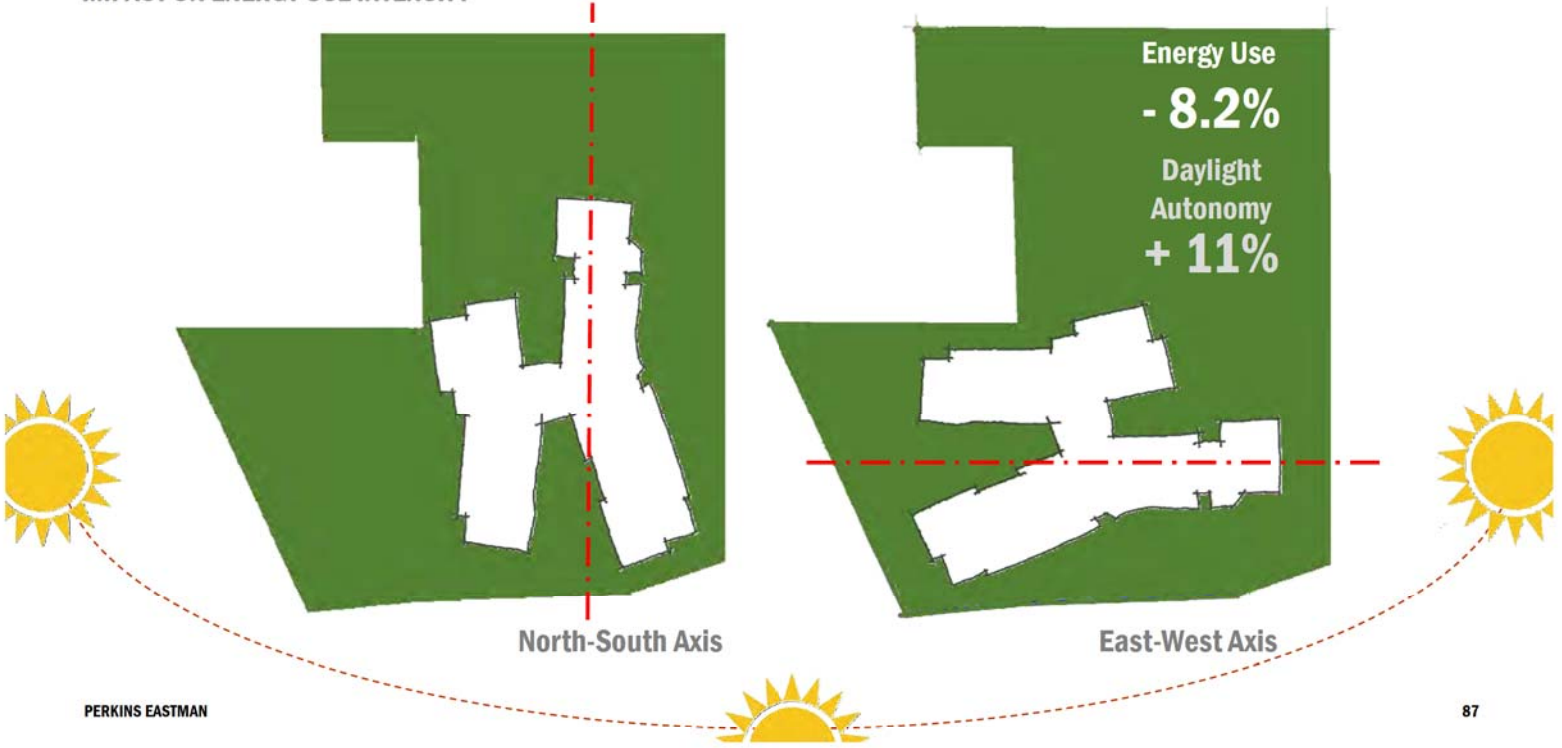 Energy Use
- 8.2%
Daylight
Autonomy
+ 11%
North-South Axis
East-West Axis
PERKINS EASTMAN
87